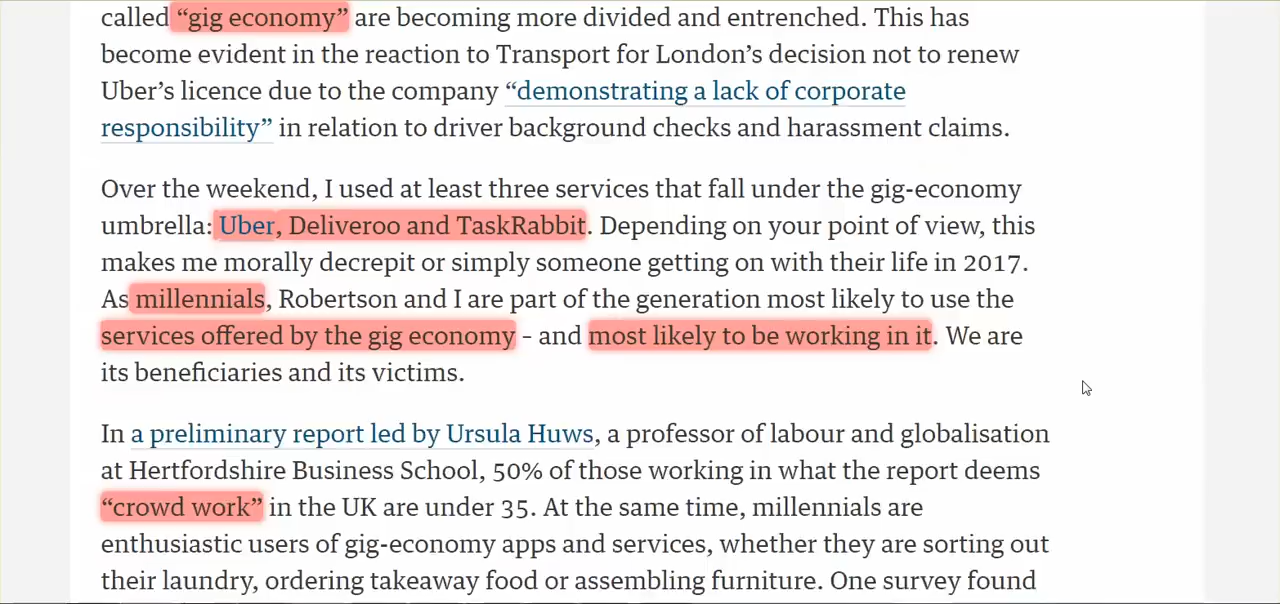 called “gig economy” are becoming more divided and entrenched. This has
become evident in the reaction to Transport for London’s decision not to renew
Uber’s licence due to the company “demonstrating a lack of corporate
responsibility” in relation to driver background checks and harassment claims.
Over the weekend, I used at least three services that fall under the gig-economy
umbrella: Uber, Deliveroo and TaskRabbit. Depending on your point of view, this
makes me morally decrepit or simply someone getting on with their life in 2017.
As millennials, Robertson and I are part of the generation most likely to use the
services offered by the gig economy - and most likely to be working in it. We are
its beneficiaries and its victims.
In a preliminary report led by Ursula Huws, a professor of labour and globalisation
at Hertfordshire Business School, 50% of those working in what the report deems
“crowd work” in the UK are under 35. At the same time, millennials are
enthusiastic users of gig-economy apps and services, whether they are sorting out
their laundry, ordering takeaway food or assembling furniture. One survey found